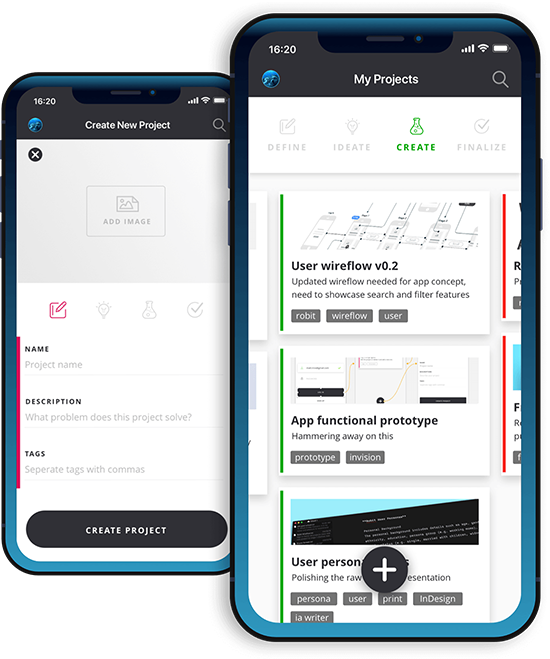 16:20
Create New Project
ADD IMAGE
NAME
Project name
DESCRIPTION
What problem does this project solve?
TAGS
Seperate tags with commas
CREATE PROJECT
16:20
My Projects
DEFINE
IDEATE
CREATE
FINALIZE
User wireflow v0.2
Updated wireflow needed for app concept,
need to showcase search and filter features
robit
wireflow
user
App functional prototype
Hammering away on this
prototype
invision
User person
Polishing the raw
esentation
persona
user
print
InDesign
ia writer